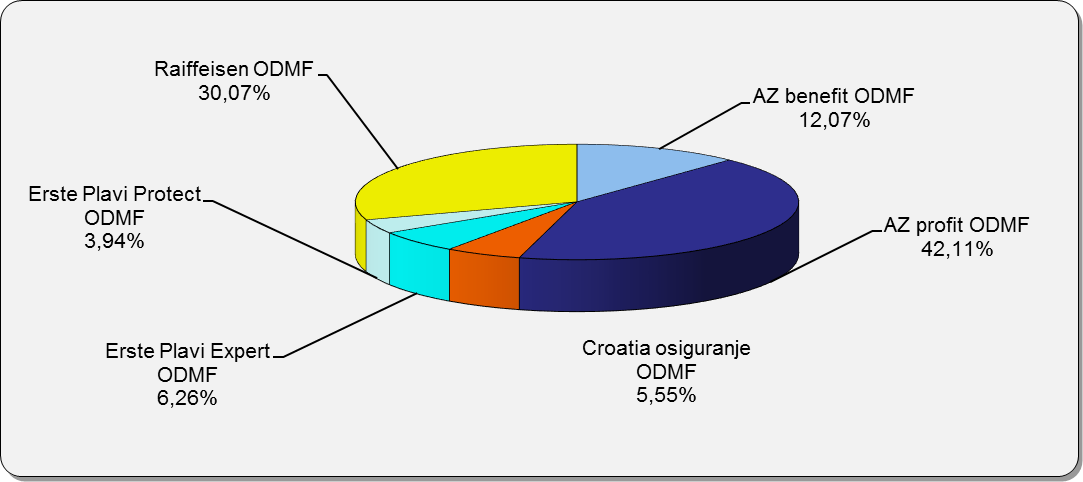 Raiffeisen ODMF
30,07%
AZ benefit ODMF
12,07%
Erste Plavi Protect
ODMF
3,94%
AZ profit ODMF
42,11%
Erste Plavi Expert
ODMF
6,26%
Croatia osiguranje
ODMF
5,55%